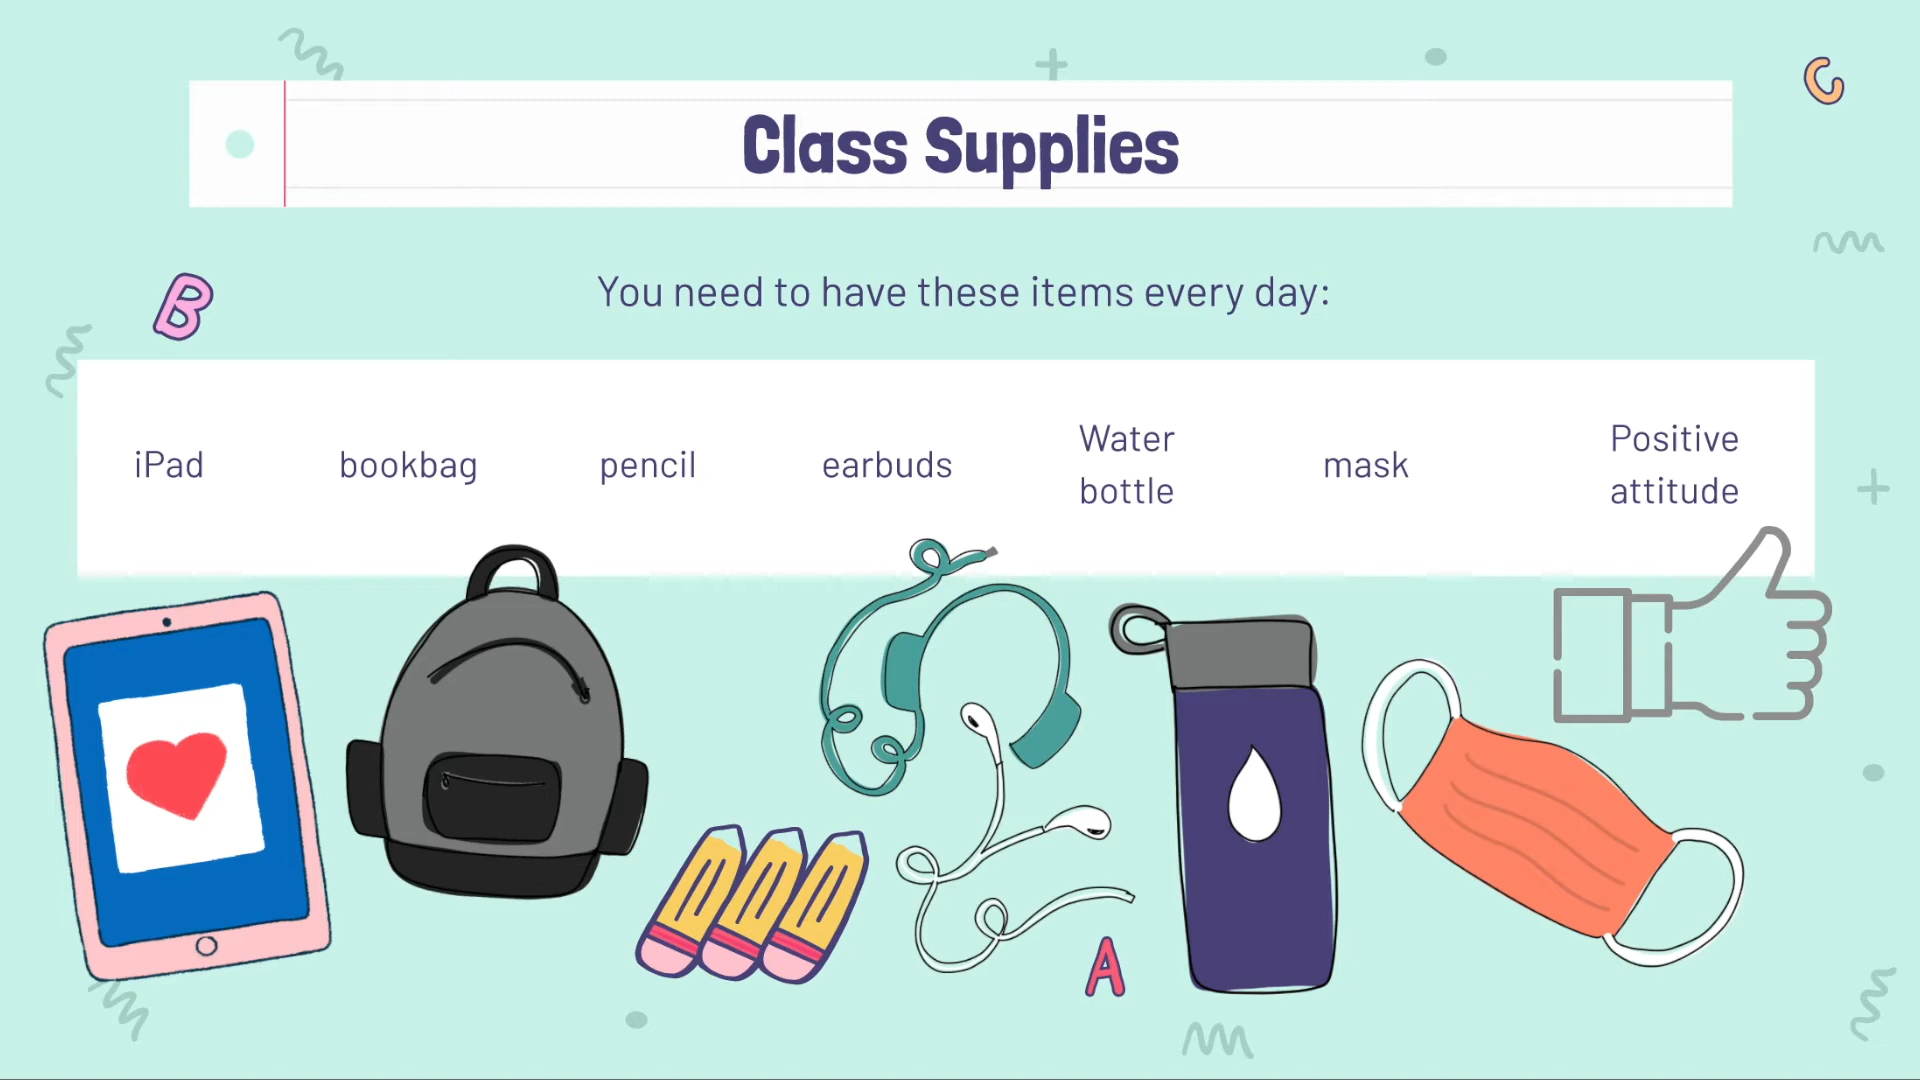 C
Class Supplies
B
You need to have these items every day:
iPad
bookbag
pencil
earbuds
Water
bottle
mask
Positive
attitude
A